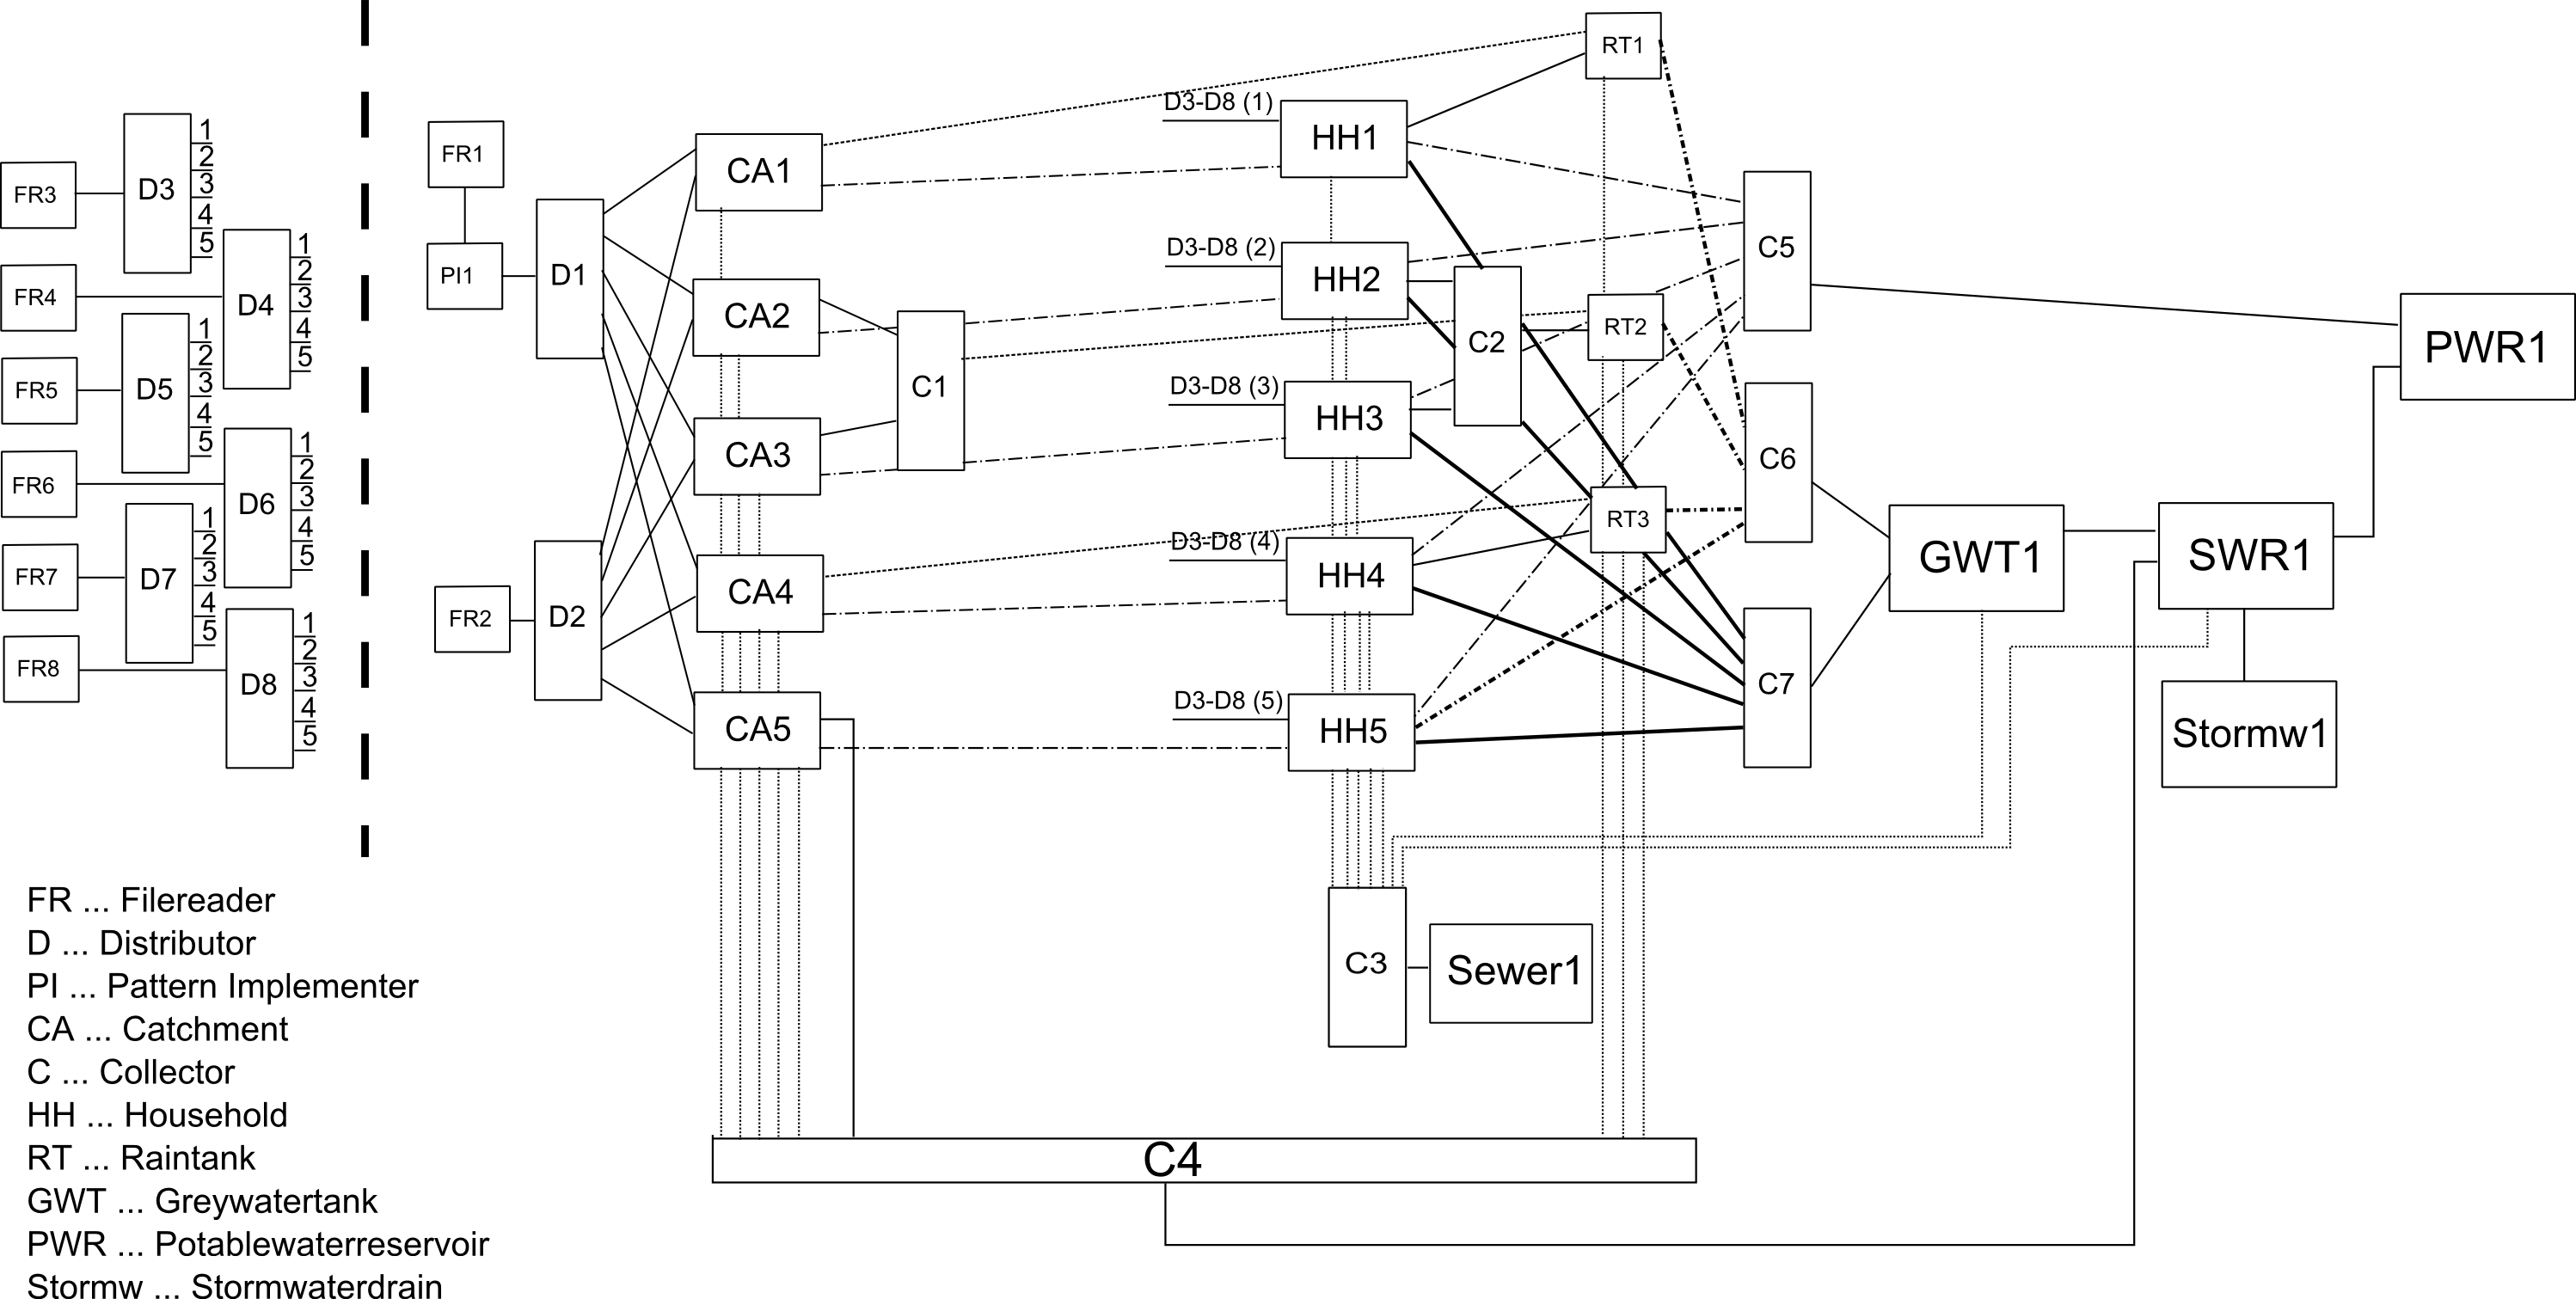 FR3
D3
1
2
3
4
5
FR4
D4
1
2
3
4
5
FR5
D5
1
2
3
4
5
FR6
D6
1
2
3
4
5
FR7
D7
1
2
3
4
5
FR8
D8
1
2
3
4
5
FR1
PI1
D1
FR2
D2
CA1
CA2
CA3
CA4
CA5
C1
D3-D8 (1)
HH1
D3-D8 (2)
HH2
D3-D8 (3)
HH3
D3-D8 (4)
HH4
D3-D8 (5)
HH5
C2
RT1
RT2
RT3
C5
C6
C7
GWT1
SWR1
PWR1
Stormw1
C3
Sewer1
C4
FR ... Filereader
D ... Distributor
PI ... Pattern Implementer
CA ... Catchment
C ... Collector
HH ... Household
RT ... Raintank
GWT ... Greywatertank
PWR ... Potablewaterreservoir
Stormw ... Stormwaterdrain